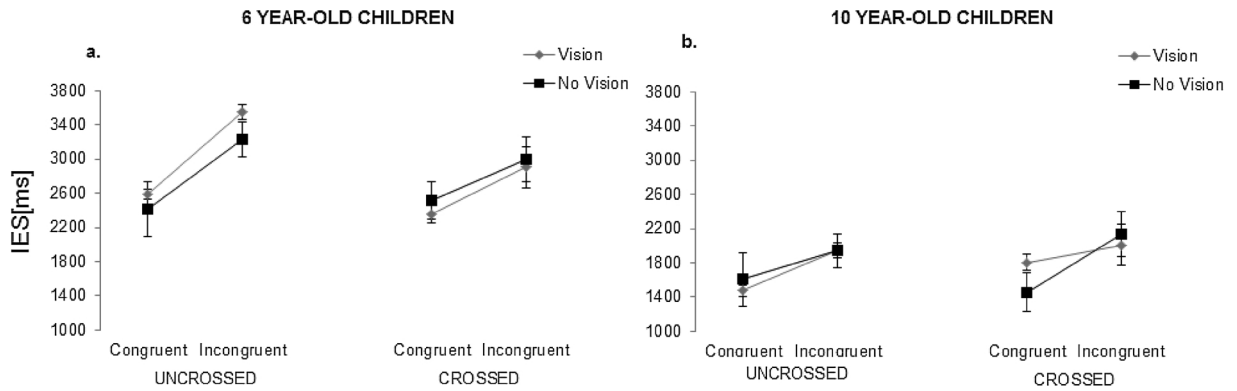 6 YEAR-OLD CHILDREN
a.
Vision
No Vision
IES[ms]
3800
3400
3000
2600
2200
1800
1400
1000
Congruent Incongruent
UNCROSSED
Congruent Incongruent
CROSSED
10 YEAR-OLD CHILDREN
b.
Vision
No Vision
3800
3400
3000
2600
2200
1800
1400
1000
Congruent Incongruent
UNCROSSED
Congruent Incongruent
CROSSED